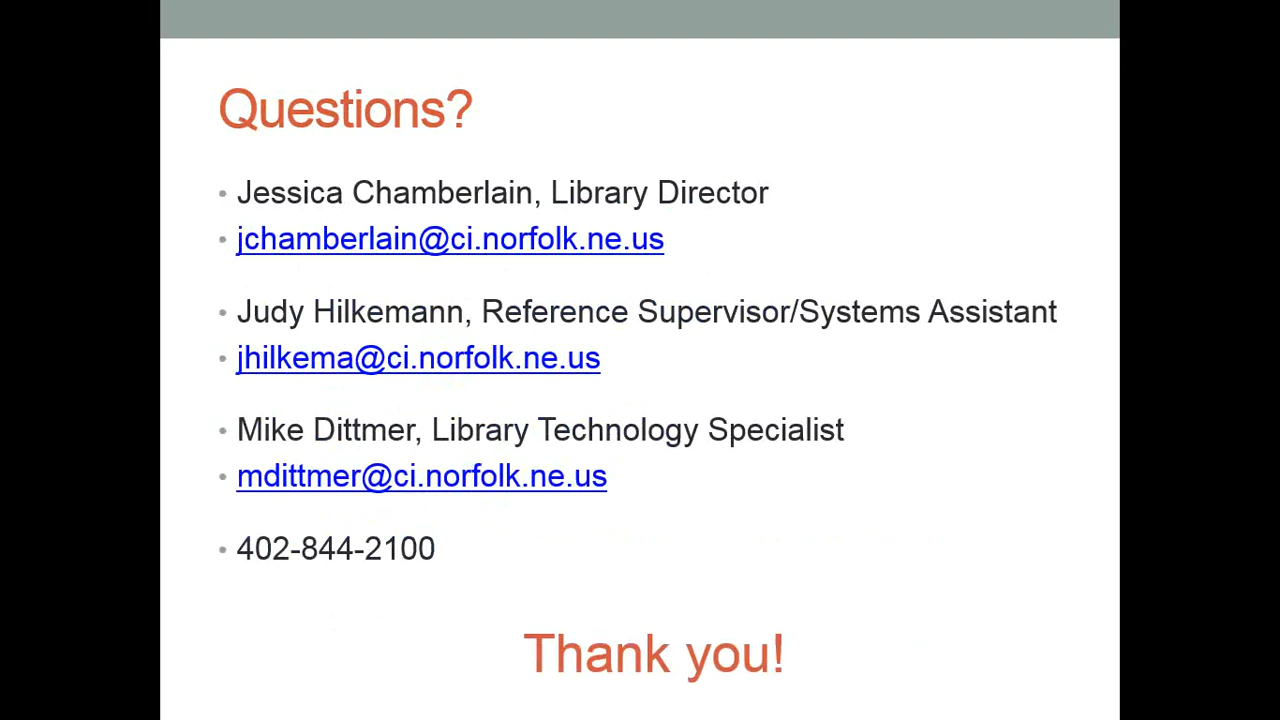 Questions?
Jessica Chamberlain, Library Director
jchamberlain@ci.norfolk.ne.us
Judy Hilkemann, Reference Supervisor/Systems Assistant
jhilkema@ci.norfolk.ne.us
Mike Dittmer, Library Technology Specialist
mdittmer@ci.norfolk.ne.us
402-844-2100
Thank you!